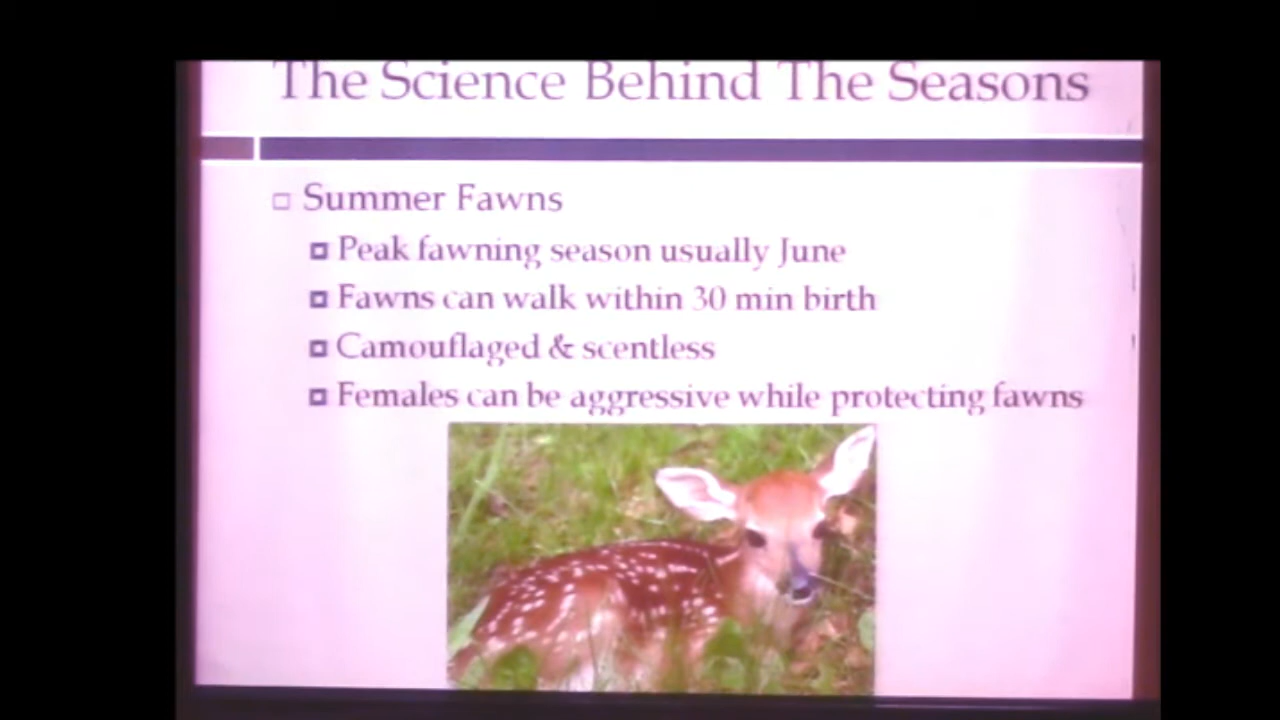 The Science Behind The Seasons
Summer Fawns
Peak fawning season usually June
Fawns can walk within 30 min birth
Camouflaged & scentless
Females can be aggressive while protecting fawns